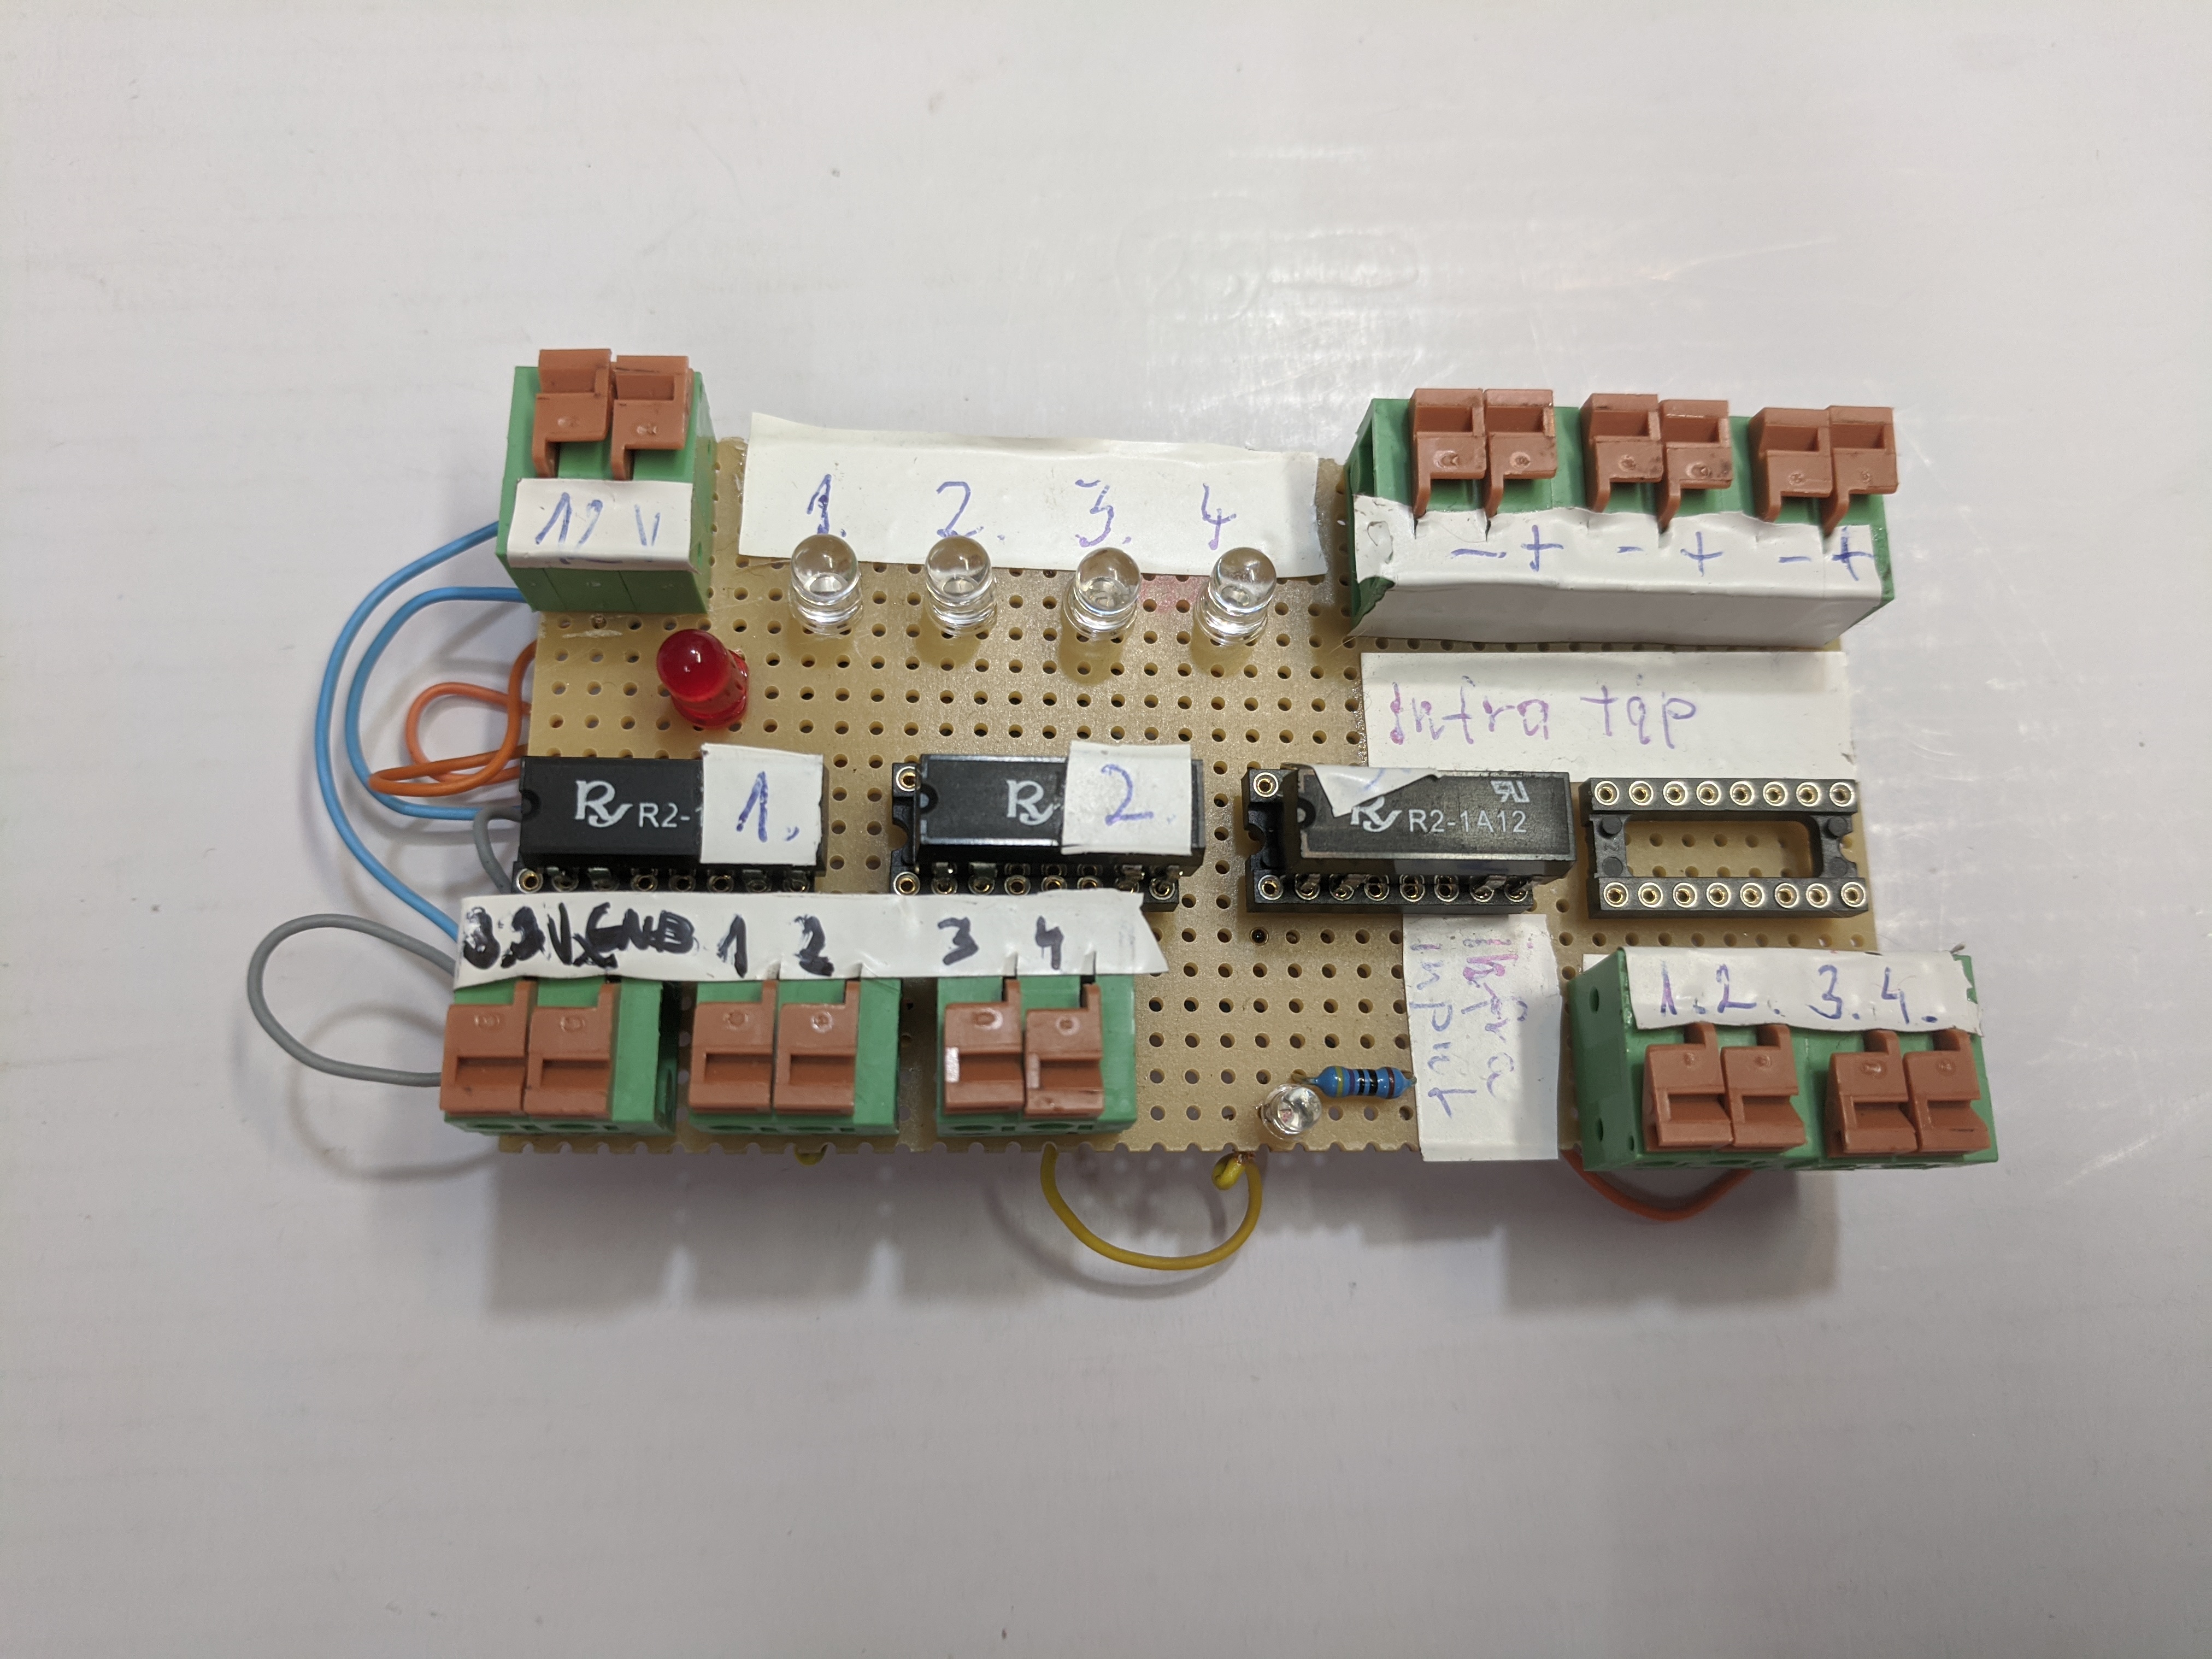 12 V
1. 2. 3. 4
- + - + - +
Infra táp
R2-1
1.
2.
R2-1A12
3.3V GND 1 2 3 4
Infra
Input
1. 2. 3. 4.